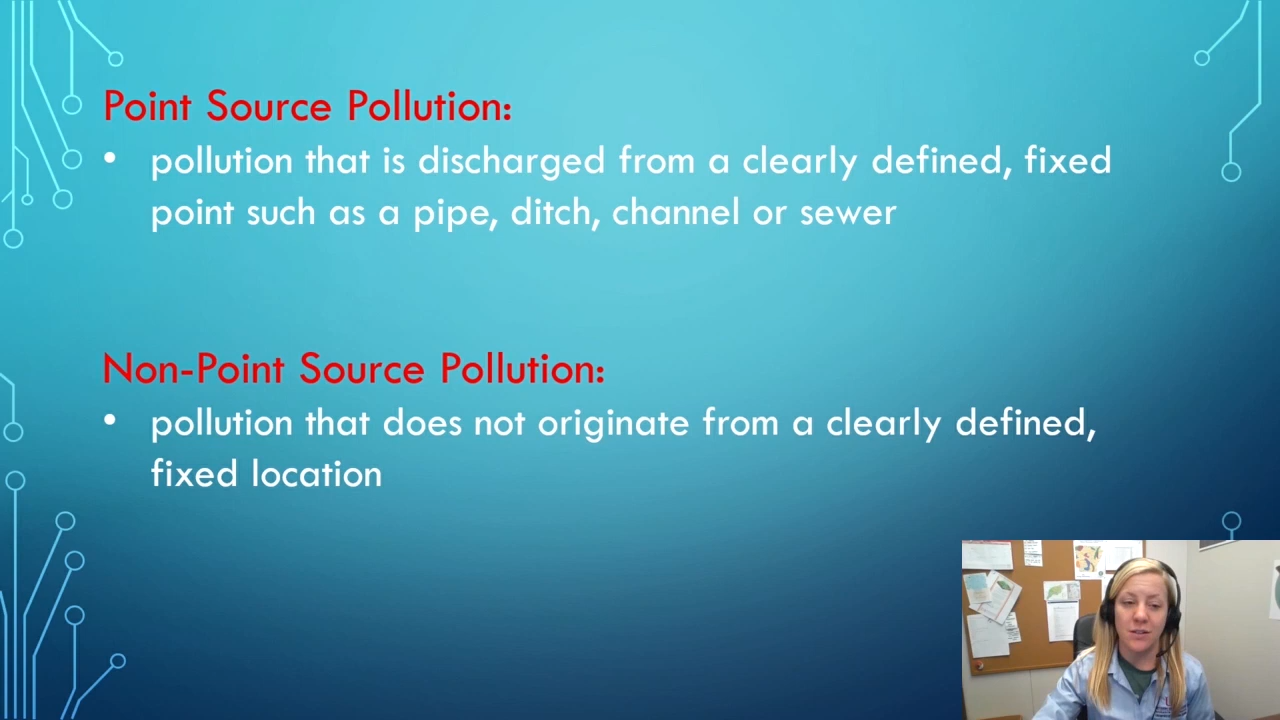 Point Source Pollution:
• pollution that is discharged from a clearly defined, fixed
point such as a pipe, ditch, channel or sewer
Non-Point Source Pollution:
• pollution that does not originate from a clearly defined,
fixed location